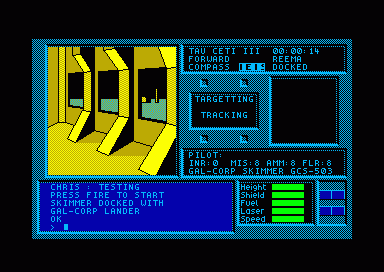 TAU CETI III 00:00:14
FORWARD REEMA
COMPASS DOCKED
TARGETTING
TRACKING
PILOT:
INR:0 MIS:8 AMM:8 FLR:8
GAL-CORP SKIMMER GCS-503
CHRIS : TESTING
PRESS FIRE TO START
SKIMMER DOCKED WITH
GAL-CORP LANDER
OK
>
Height
Shield
Fuel
Laser
Speed